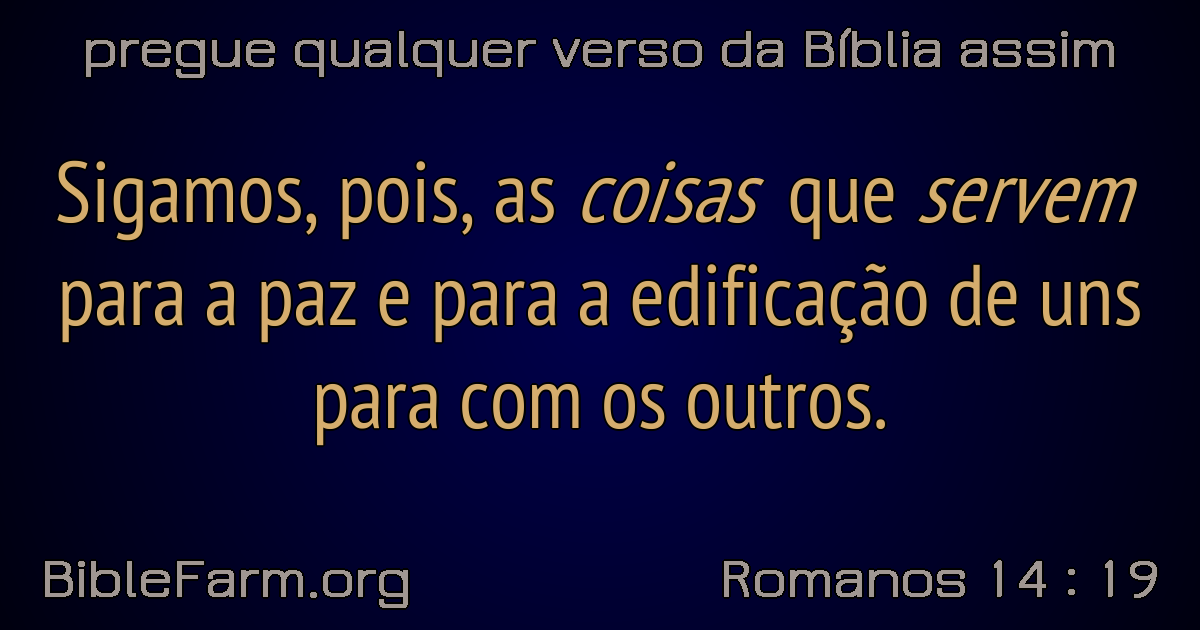 pregue qualquer verso da Bíblia assim
Sigamos, pois, as coisas que servem
para a paz e para a edificação de uns
para com os outros.
BibleFarm.org
Romanos 14 : 19